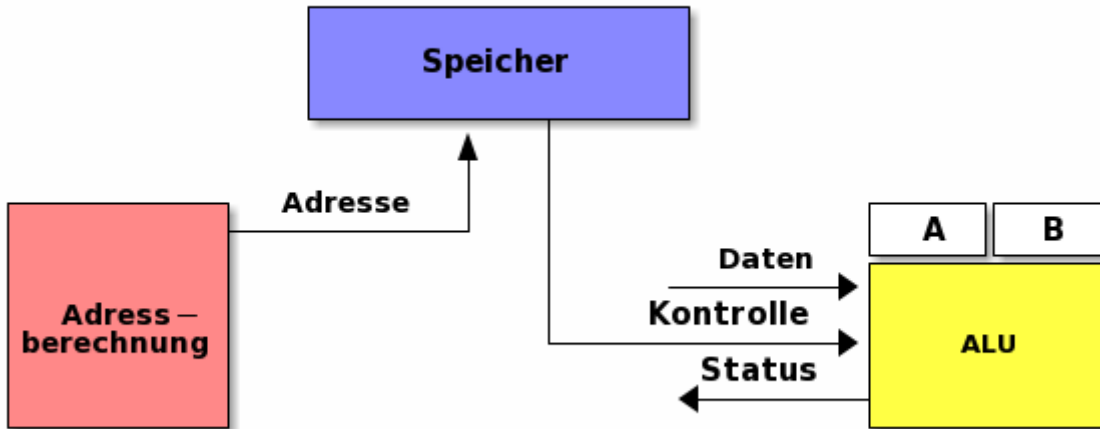 Speicher
Adresse
Adress–
berechnung
A
B
Daten
Kontrolle
Status
ALU